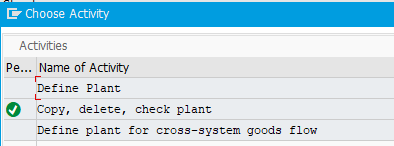 Choose Activity
Activities
Pe... Name of Activity
Define Plant
Copy, delete, check plant
Define plant for cross-system goods flow